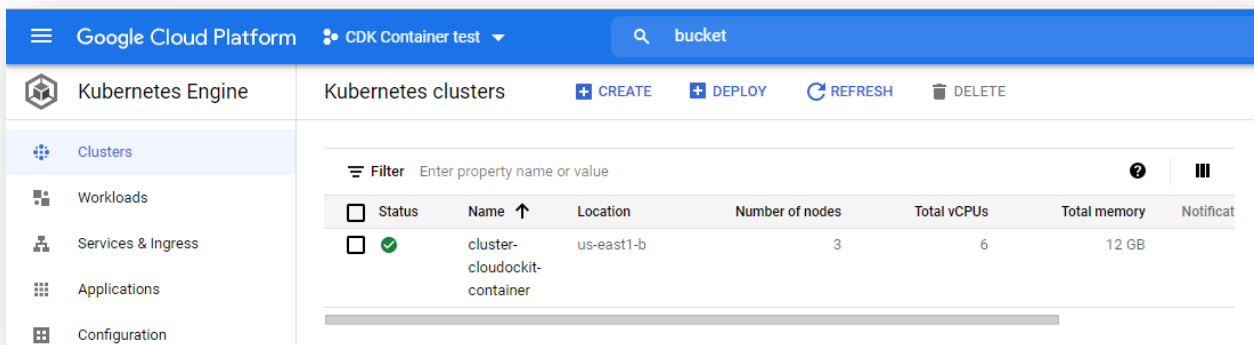 Google Cloud Platform CDK Container test bucket
Kubernetes Engine Kubernetes clusters CREATE DEPLOY REFRESH DELETE
Clusters
Workloads
Services & Ingress
Applications
Configuration
Filter Enter property name or value
Status Name Location Number of nodes Total vCPUs Total memory Notificat
cluster- us-east1-b 3 6 12 GB
cloudockit-
container